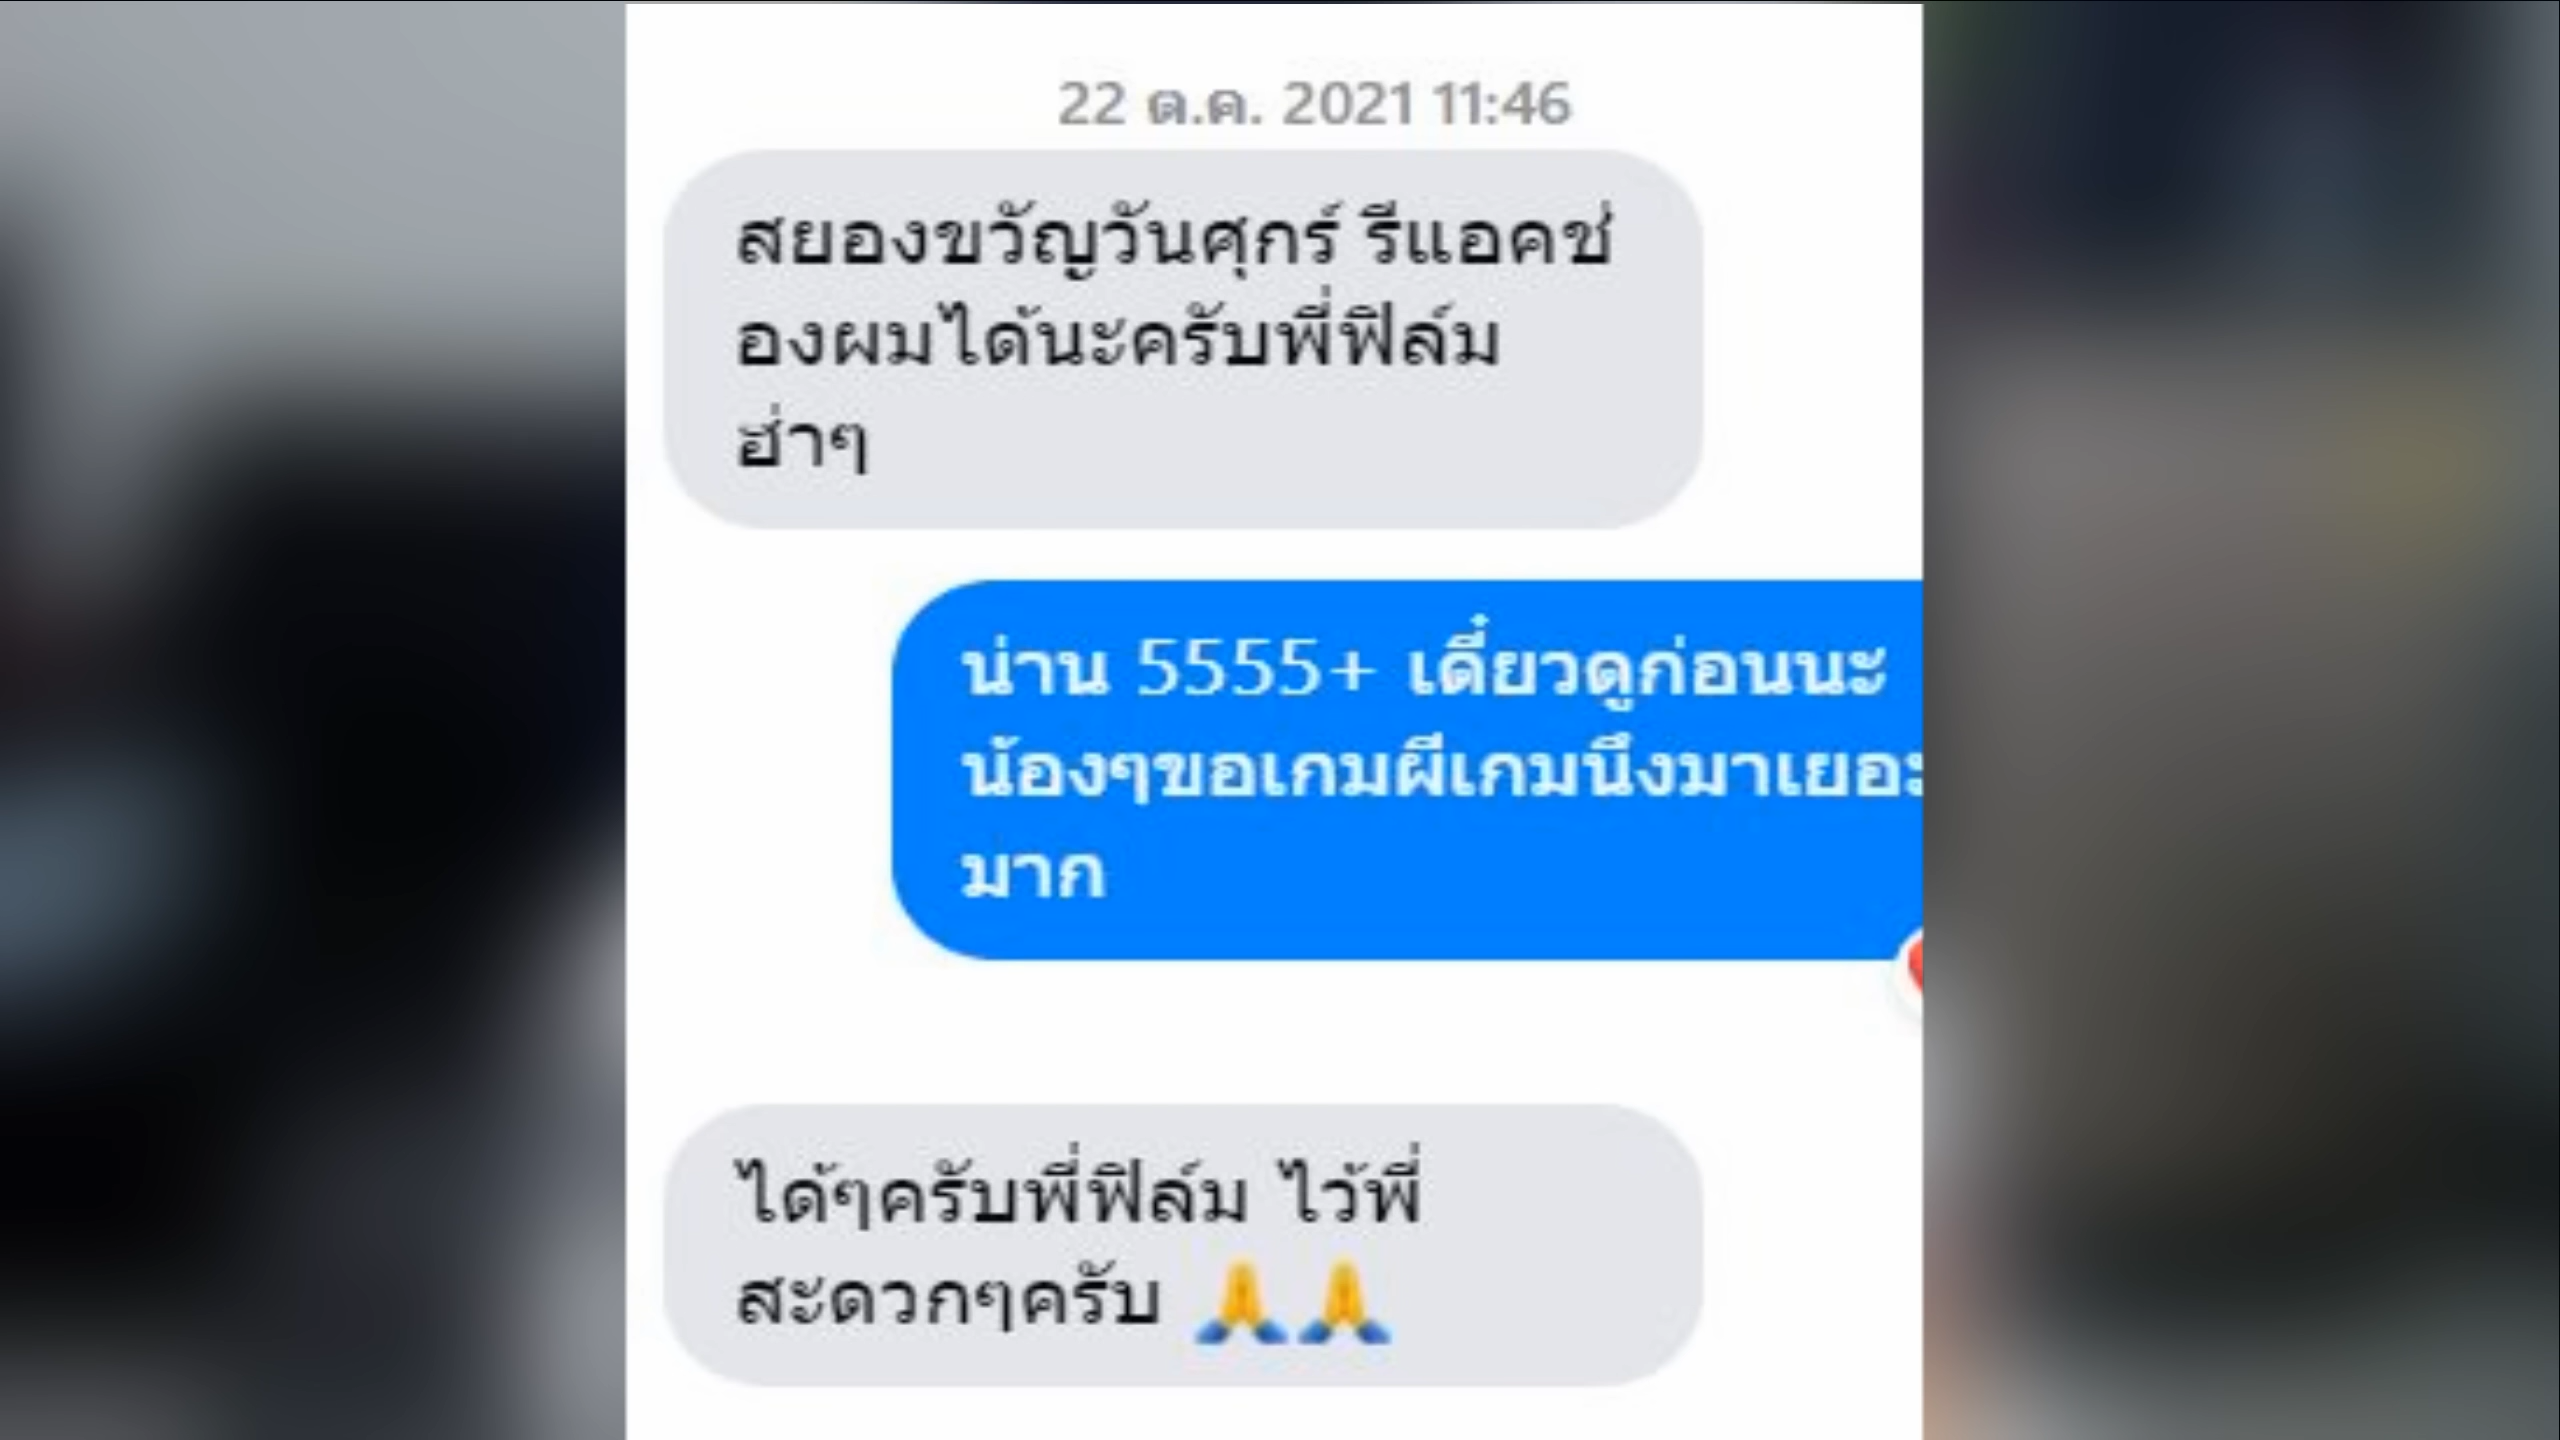 22 ต.ค. 2021 11:46
สยองขวัญวันศุกร์ รีแอคช่
องผมได้นะครับพี่ฟิล์ม
ฮ่าๆ
น่าน 5555+ เดี๋ยวดูก่อนนะ
น้องๆขอเกมผีเกมนึงมาเยอะ
มาก
ได้ๆครับพี่ฟิล์ม ไว้พี่
สะดวกๆครับ 🙏🙏